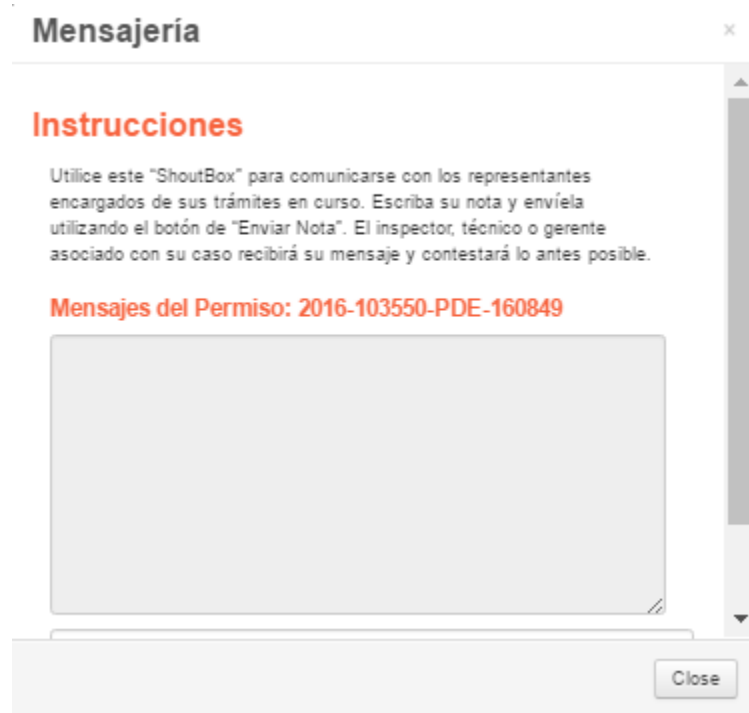 Mensajería
×
Instrucciones
Utilice este "ShoutBox" para comunicarse con los representantes
encargados de sus trámites en curso. Escriba su nota y envíela
utilizando el botón de "Enviar Nota". El inspector, técnico o gerente
asociado con su caso recibirá su mensaje y contestará lo antes posible.
Mensajes del Permiso: 2016-103550-PDE-160849
Close